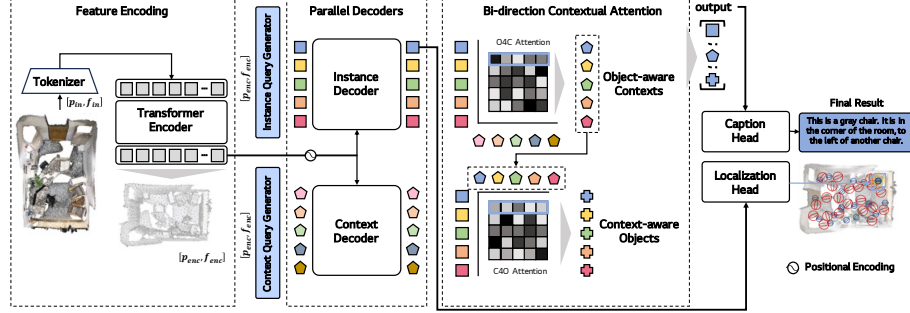 Feature Encoding
Parallel Decoders
Bi-direction Contextual Attention
output
Tokenizer
[p_in, f_in]
Transformer
Encoder
[p_enc, f_enc]
Instance Query Generator
[p_enc, f_enc]
Context Query Generator
[p_enc, f_enc]
Instance
Decoder
Context
Decoder
O4C Attention
Object-aware
Contexts
Context-aware
Objects
C4O Attention
Caption
Head
Localization
Head
Final Result
This is a gray chair. It is in
the corner of the room, to
the left of another chair.
Positional Encoding